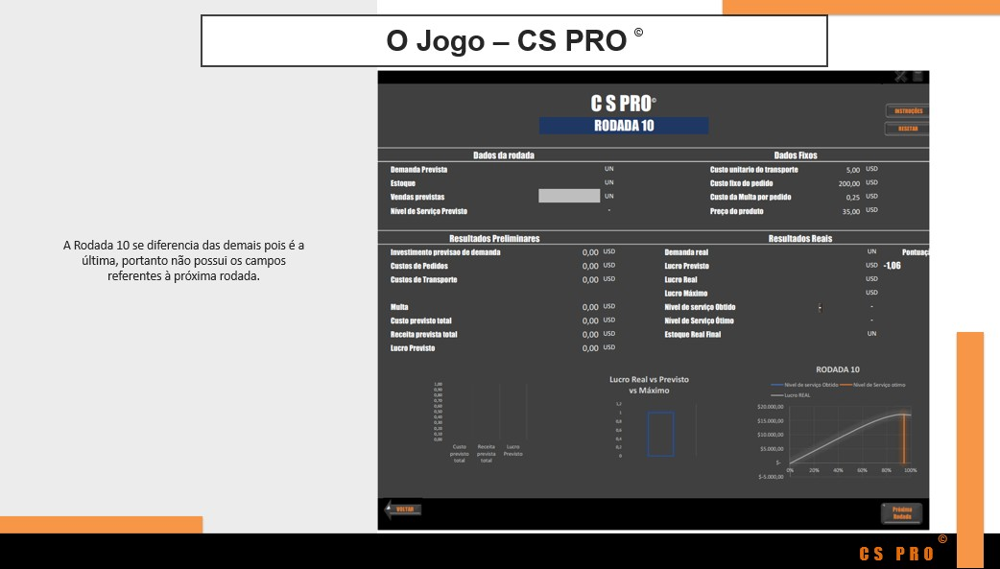 O Jogo – CS PRO ©
A Rodada 10 se diferencia das demais pois é a
última, portanto não possui os campos
referentes à próxima rodada.
C S PRO©
RODADA 10
INSTRUÇÕES
RESETAR
Dados da rodada
Demanda Prevista UN
Estoque UN
Vendas previstas UN
Nível de Serviço Previsto -
Dados Fixos
Custo unitario do transporte 5,00 USD
Custo fixo do pedido 200,00 USD
Custo da Multa por pedido 0,25 USD
Preço do produto 35,00 USD
Resultados Preliminares
Investimento previsao de demanda 0,00 USD
Custos de Pedidos 0,00 USD
Custos de Transporte 0,00 USD
Multa 0,00 USD
Custo previsto total 0,00 USD
Receita prevista total 0,00 USD
Lucro Previsto 0,00 USD
Resultados Reais
Demanda real UN Pontuaç
Lucro Previsto USD -1,06
Lucro Real USD
Lucro Máximo USD
Nivel de serviço Obtido - -
Nivel de Serviço Ótimo -
Estoque Real Final UN
1,00
0,90
0,80
0,70
0,60
0,50
0,40
0,30
0,20
0,10
0,00
Custo previsto total
Receita prevista total
Lucro Previsto
Lucro Real vs Previsto
vs Máximo
1,2
1
0,8
0,6
0,4
0,2
0
RODADA 10
Nivel de serviço Obtido Nivel de Serviço otimo
Lucro REAL
$20.000,00
$15.000,00
$10.000,00
$5.000,00
$-
$-5.000,00
0% 20% 40% 60% 80% 100%
VOLTAR
Próxima
Rodada
CS PRO©